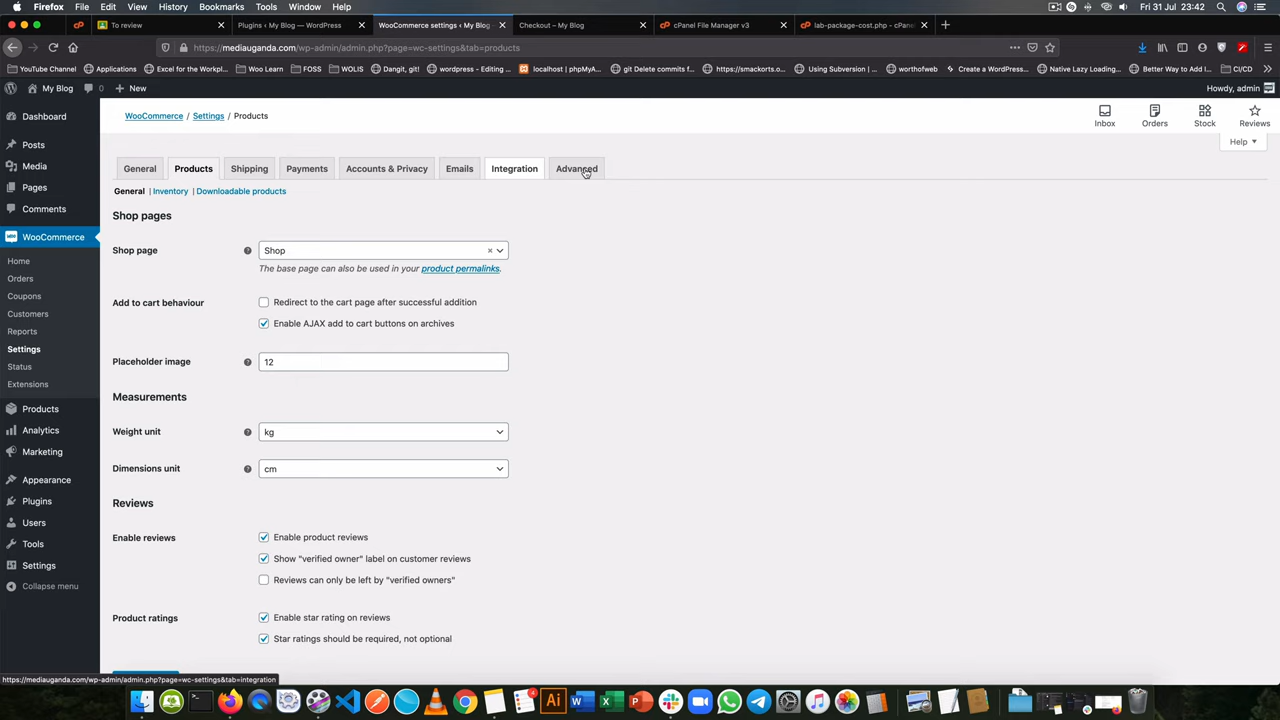 Firefox File Edit View History Bookmarks Tools Window Help
Fri 31 Jul 23:42
To review
Plugins ‹ My Blog — WordPress
WooCommerce settings ‹ My Blog
Checkout – My Blog
cPanel File Manager v3
lab-package-cost.php - cPan
https://mediauganda.com/wp-admin/admin.php?page=wc-settings&tab=products
YouTube Channel
Applications
Excel for the Workpl...
Woo Learn
FOSS
WOLIS
Dangit, git!
wordpress - Editing ...
localhost | phpMyA...
git Delete commits f...
https://smackorts.co...
Using Subversion | ...
worthofweb
Create a WordPress...
Native Lazy Loading...
Better Way to Add I...
CI/CD
My Blog
0
New
Howdy, admin
Dashboard
Posts
Media
Pages
Comments
WooCommerce
Home
Orders
Coupons
Customers
Reports
Settings
Status
Extensions
Products
Analytics
Marketing
Appearance
Plugins
Users
Tools
Settings
Collapse menu
WooCommerce / Settings / Products
Inbox
Orders
Stock
Reviews
Help
General
Products
Shipping
Payments
Accounts & Privacy
Emails
Integration
Advanced
General | Inventory | Downloadable products
Shop pages
Shop page
Shop
The base page can also be used in your product permalinks.
Add to cart behaviour
Redirect to the cart page after successful addition
Enable AJAX add to cart buttons on archives
Placeholder image
12
Measurements
Weight unit
kg
Dimensions unit
cm
Reviews
Enable reviews
Enable product reviews
Show "verified owner" label on customer reviews
Reviews can only be left by "verified owners"
Product ratings
Enable star rating on reviews
Star ratings should be required, not optional
https://mediauganda.com/wp-admin/admin.php?page=wc-settings&tab=integration